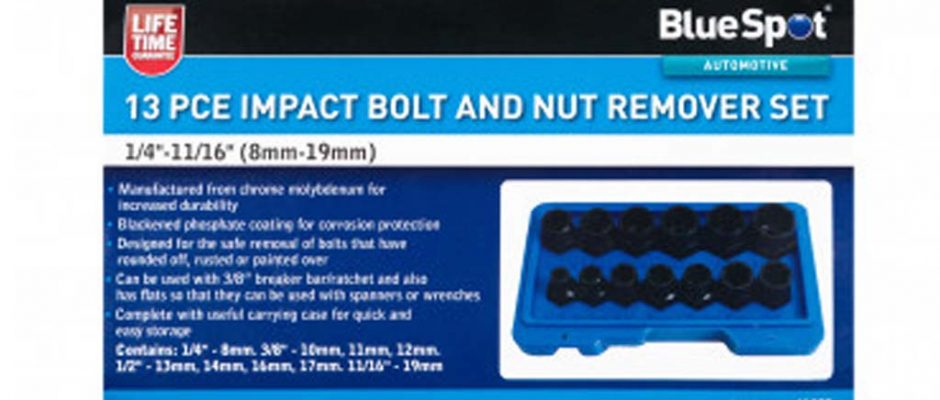 LIFE
TIME
GUARANTEE
BlueSpot
AUTOMOTIVE
13 PCE IMPACT BOLT AND NUT REMOVER SET
1/4"-11/16" (8mm-19mm)
• Manufactured from chrome molybdenum for
increased durability
• Blackened phosphate coating for corrosion protection
• Designed for the safe removal of bolts that have
rounded off, rusted or painted over
• Can be used with 3/8" breaker bar/ratchet and also
has flats so that they can be used with spanners or wrenches
• Complete with useful carrying case for quick and
easy storage
Contains: 1/4" - 8mm. 3/8" - 10mm, 11mm, 12mm.
1/2" - 13mm, 14mm, 16mm, 17mm. 11/16" - 19mm